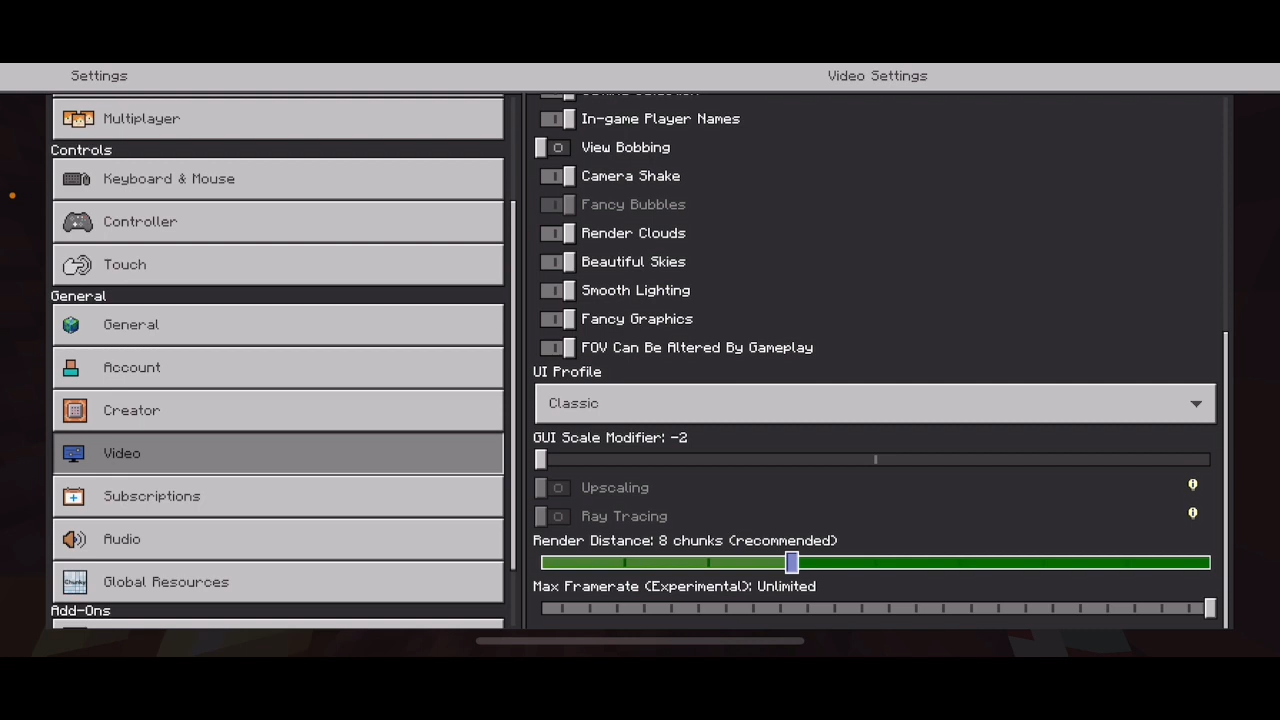 Settings
Video Settings
Multiplayer
Controls
Keyboard & Mouse
Controller
Touch
General
General
Account
Creator
Video
Subscriptions
Audio
Global Resources
Add-Ons
In-game Player Names
View Bobbing
Camera Shake
Fancy Bubbles
Render Clouds
Beautiful Skies
Smooth Lighting
Fancy Graphics
FOV Can Be Altered By Gameplay
UI Profile
Classic
GUI Scale Modifier: -2
Upscaling
Ray Tracing
Render Distance: 8 chunks (recommended)
Max Framerate (Experimental): Unlimited